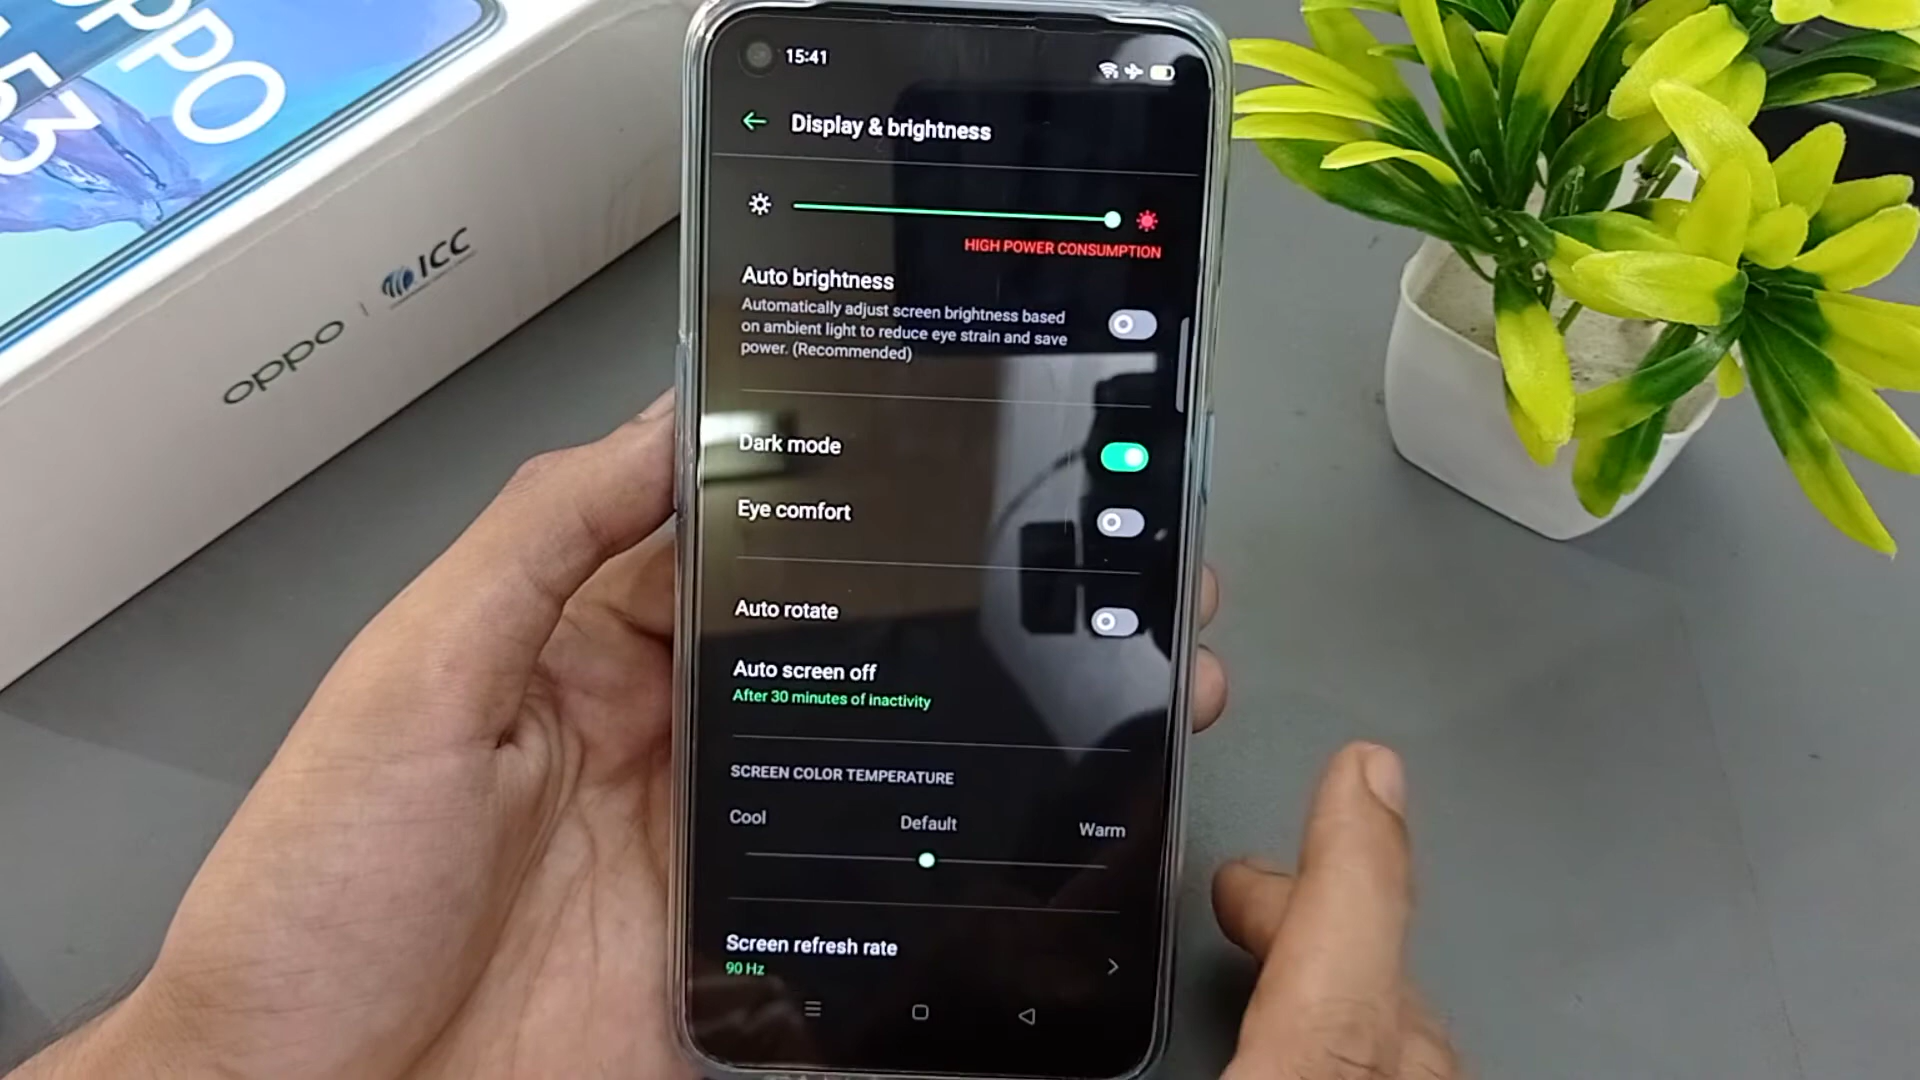 OPPO
53
oppo
ICC
15:41
Display & brightness
HIGH POWER CONSUMPTION
Auto brightness
Automatically adjust screen brightness based
on ambient light to reduce eye strain and save
power. (Recommended)
Dark mode
Eye comfort
Auto rotate
Auto screen off
After 30 minutes of inactivity
SCREEN COLOR TEMPERATURE
Cool
Default
Warm
Screen refresh rate
90 Hz